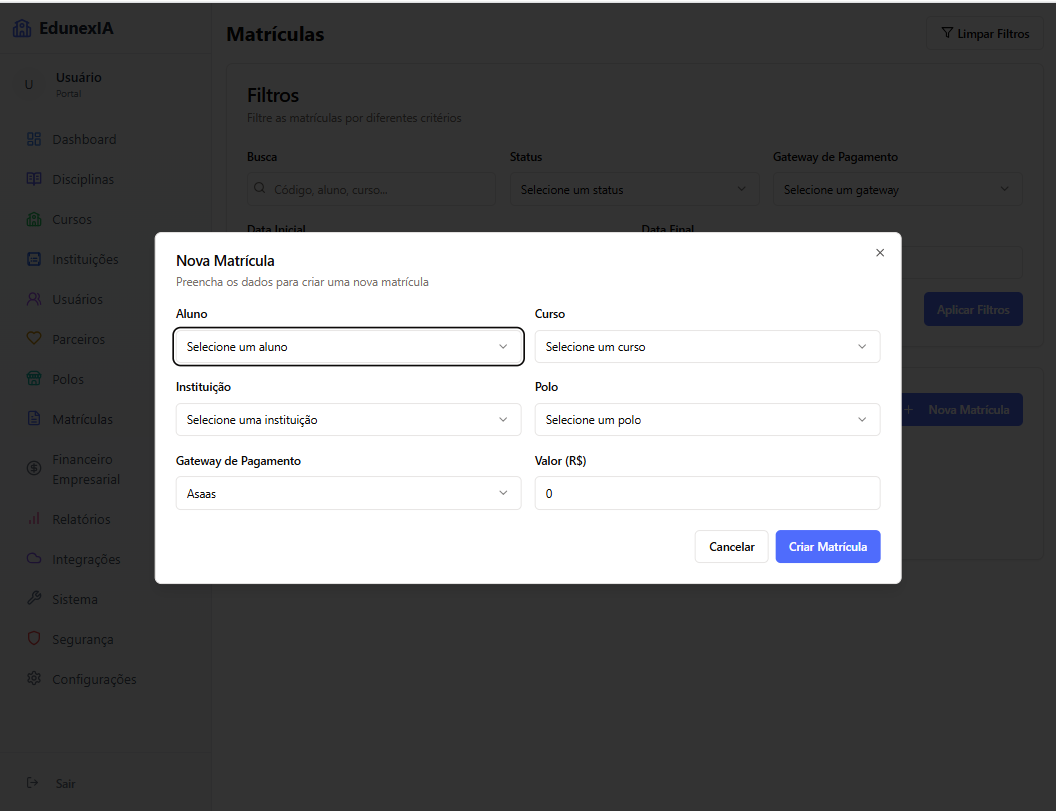 EdunexIA
Usuário
U
Portal
Dashboard
Disciplinas
Cursos
Instituições
Usuários
Parceiros
Polos
Matrículas
Financeiro
Empresarial
Relatórios
Integrações
Sistema
Segurança
Configurações
Sair
Matrículas
Limpar Filtros
Filtros
Filtre as matrículas por diferentes critérios
Busca
Status
Gateway de Pagamento
Código, aluno, curso...
Selecione um status
Selecione um gateway
Data Inicial
Data Final
Aplicar Filtros
+ Nova Matrícula
Nova Matrícula
Preencha os dados para criar uma nova matrícula
Aluno
Curso
Selecione um aluno
Selecione um curso
Instituição
Polo
Selecione uma instituição
Selecione um polo
Gateway de Pagamento
Valor (R$)
Asaas
0
Cancelar
Criar Matrícula